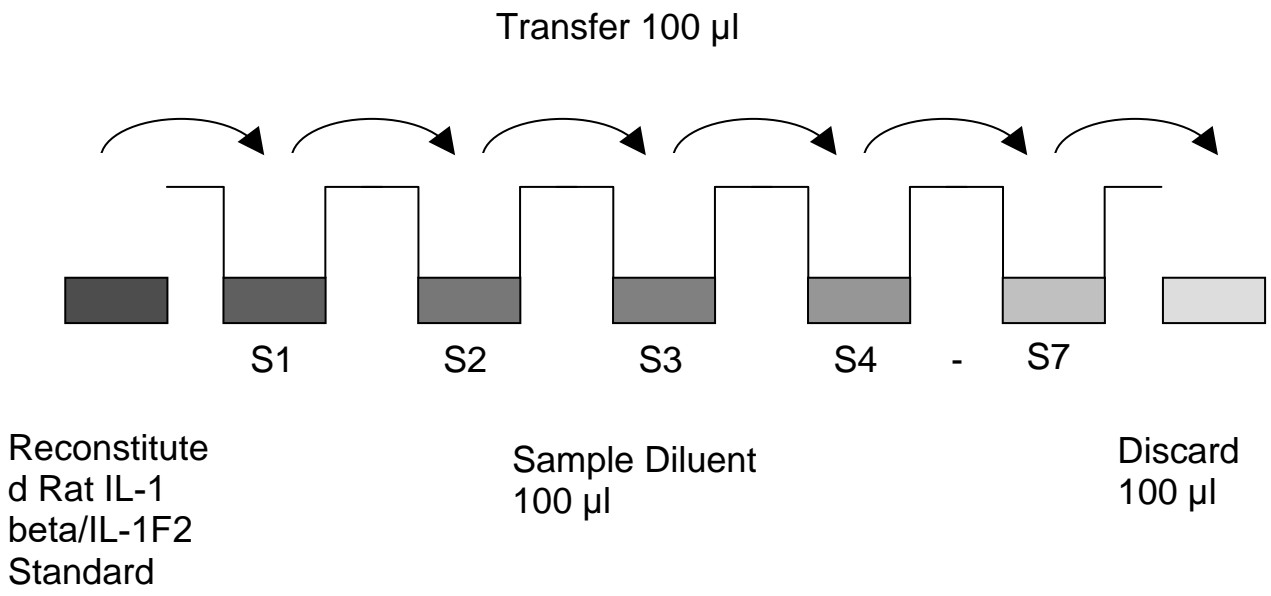 Transfer 100 µl
S1 S2 S3 S4 - S7
Reconstitute
d Rat IL-1
beta/IL-1F2
Standard
Sample Diluent
100 µl
Discard
100 µl